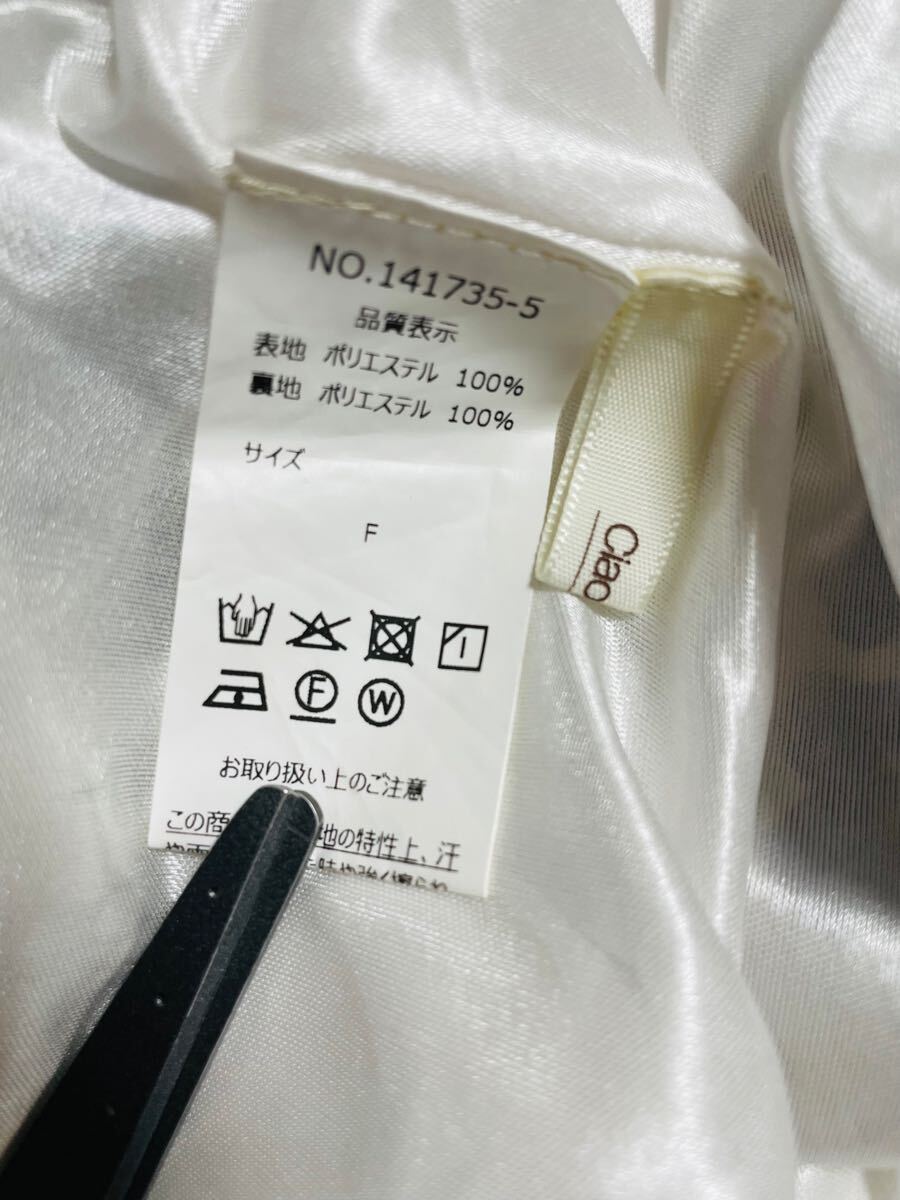 NO.141735-5
品質表示
表地 ポリエステル 100%
裏地 ポリエステル 100%
サイズ
F
F W
お取り扱い上のご注意
この商 地の特性上、汗
Ciao